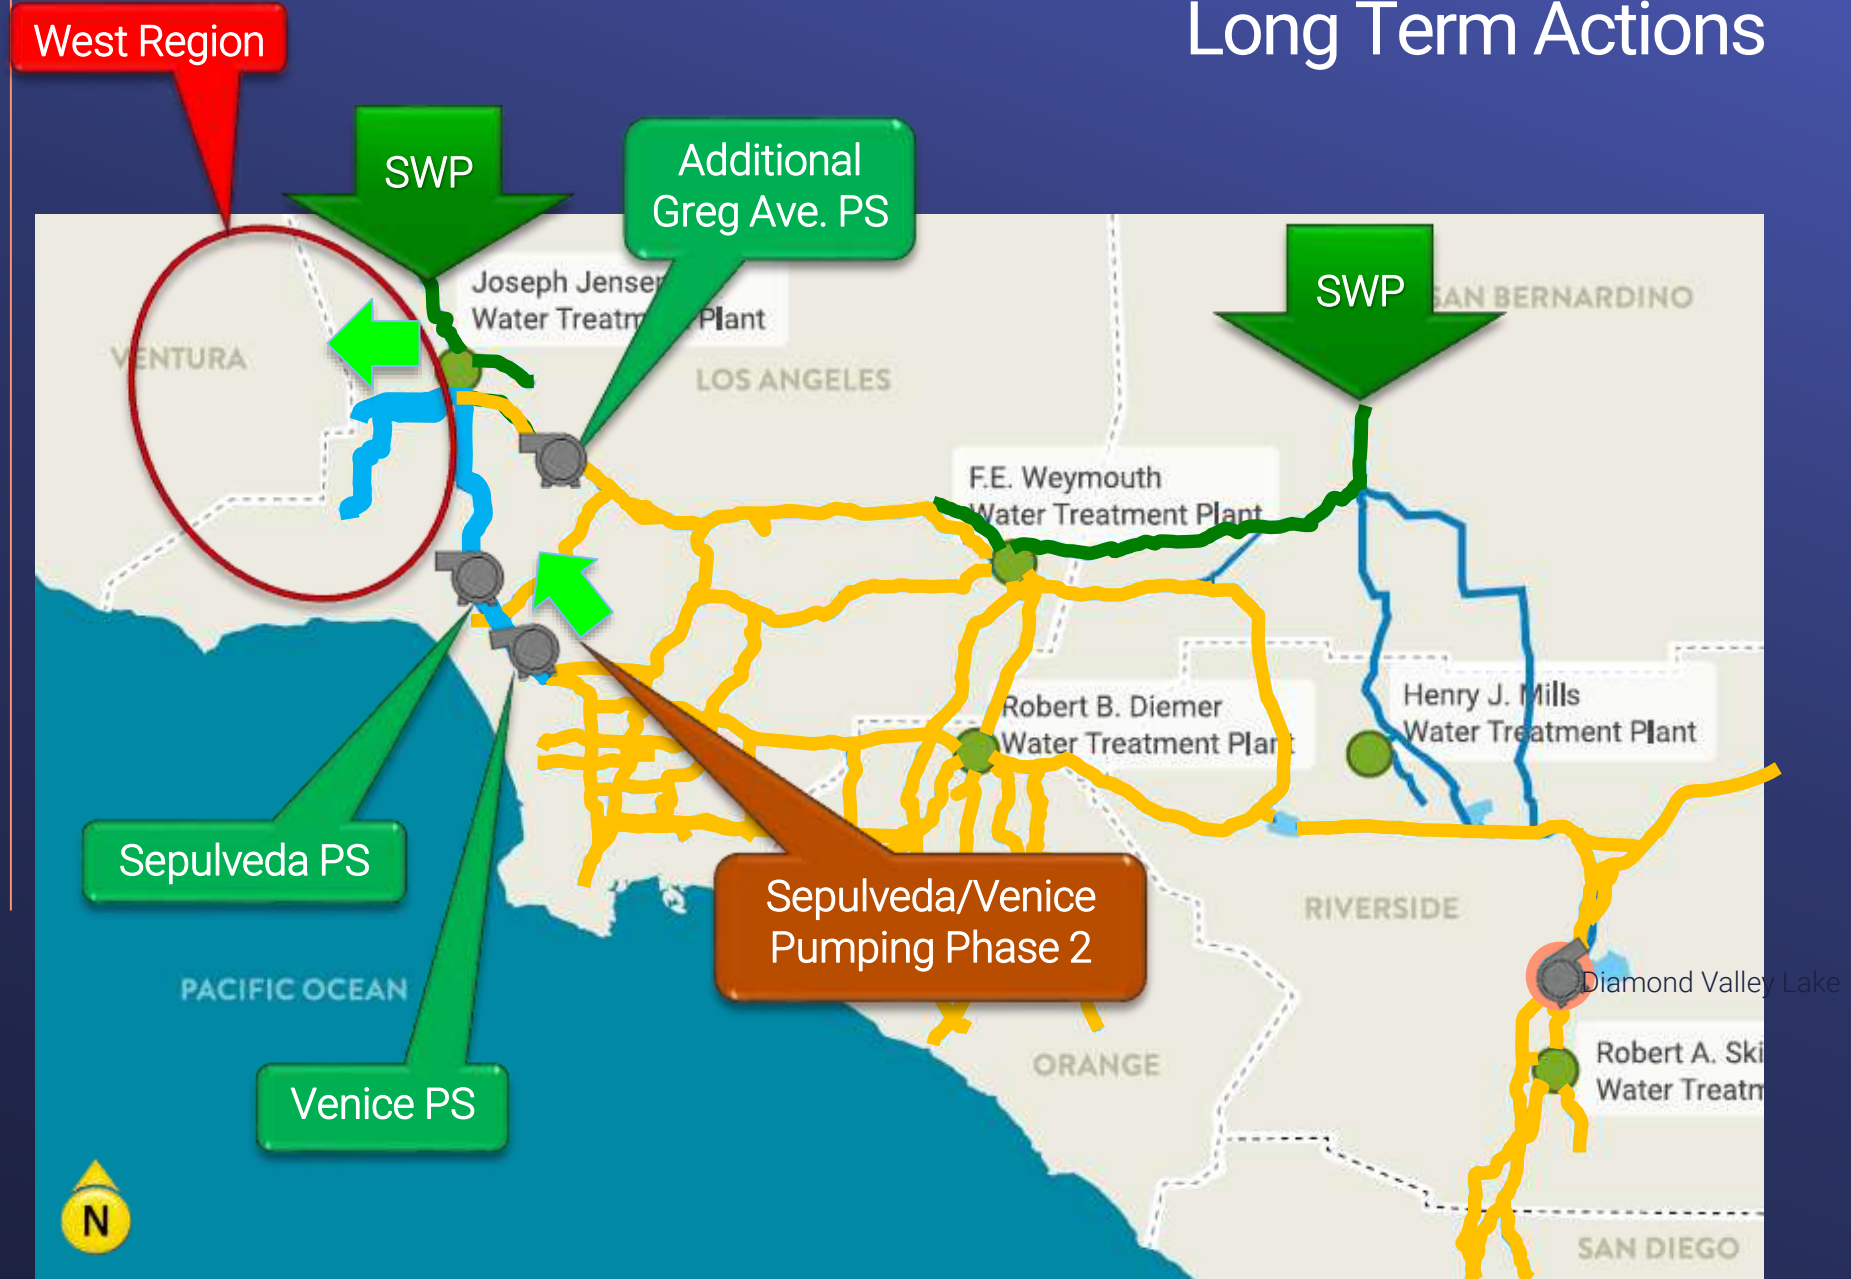 Long Term Actions
West Region
SWP
Additional
Greg Ave. PS
Joseph Jensen
Water Treatm Plant
SWP
SAN BERNARDINO
VENTURA
LOS ANGELES
F.E. Weymouth
Water Treatment Plant
Robert B. Diemer
Water Treatment Plant
Henry J. Mills
Water Treatment Plant
Sepulveda PS
Sepulveda/Venice
Pumping Phase 2
RIVERSIDE
PACIFIC OCEAN
Diamond Valley Lake
ORANGE
Robert A. Ski
Water Treatm
Venice PS
N
SAN DIEGO